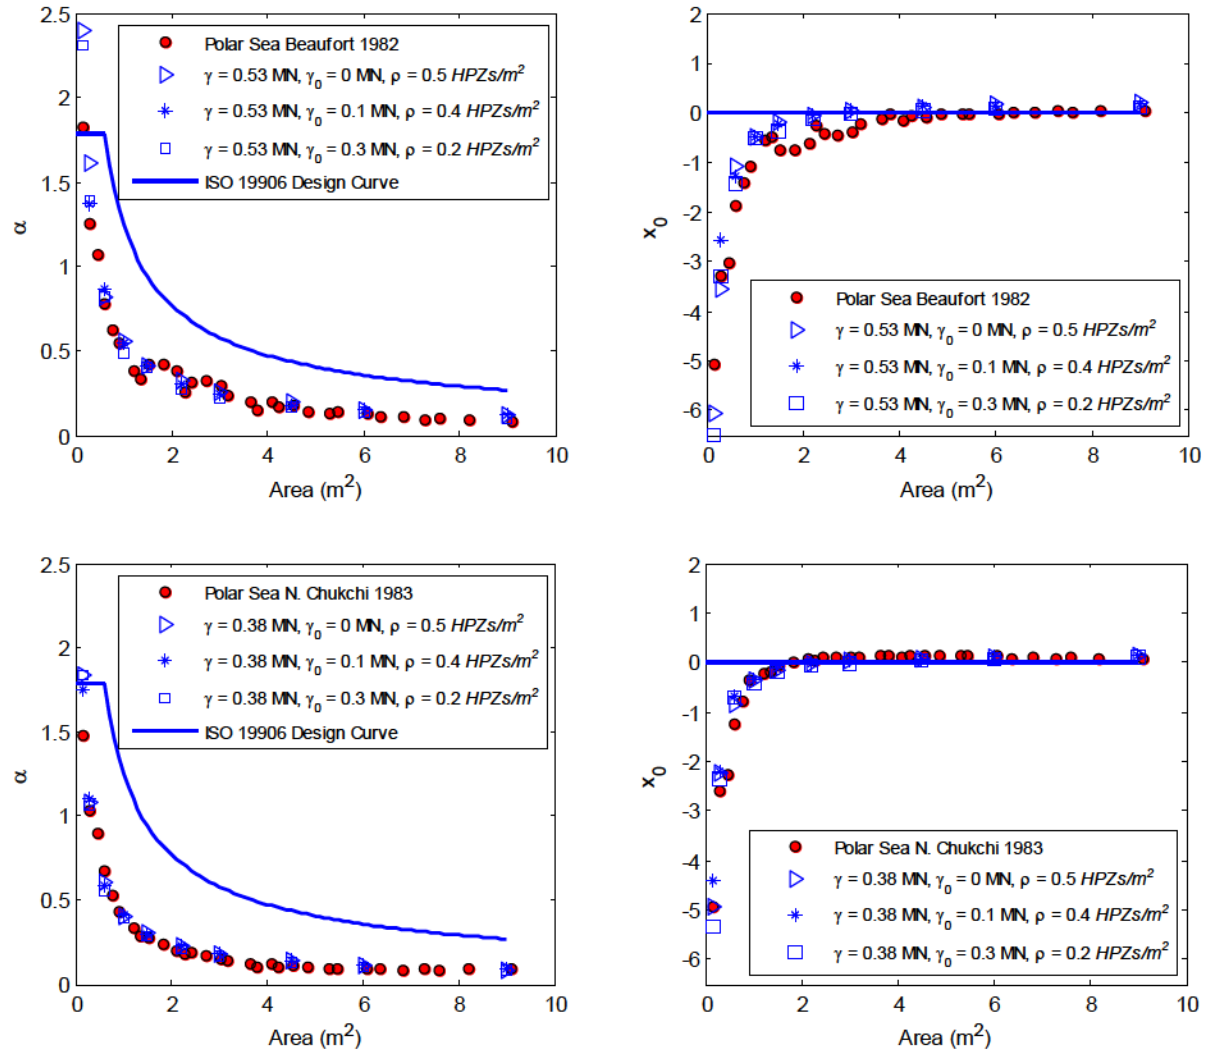 2.5
2
1.5
1
0.5
0
α
Polar Sea Beaufort 1982
γ = 0.53 MN, γ0 = 0 MN, ρ = 0.5 HPZs/m²
γ = 0.53 MN, γ0 = 0.1 MN, ρ = 0.4 HPZs/m²
γ = 0.53 MN, γ0 = 0.3 MN, ρ = 0.2 HPZs/m²
ISO 19906 Design Curve
0 2 4 6 8 10
Area (m²)
2
1
0
-1
-2
-3
-4
-5
-6
x0
Polar Sea Beaufort 1982
γ = 0.53 MN, γ0 = 0 MN, ρ = 0.5 HPZs/m²
γ = 0.53 MN, γ0 = 0.1 MN, ρ = 0.4 HPZs/m²
γ = 0.53 MN, γ0 = 0.3 MN, ρ = 0.2 HPZs/m²
0 2 4 6 8 10
Area (m²)
2.5
2
1.5
1
0.5
0
α
Polar Sea N. Chukchi 1983
γ = 0.38 MN, γ0 = 0 MN, ρ = 0.5 HPZs/m²
γ = 0.38 MN, γ0 = 0.1 MN, ρ = 0.4 HPZs/m²
γ = 0.38 MN, γ0 = 0.3 MN, ρ = 0.2 HPZs/m²
ISO 19906 Design Curve
0 2 4 6 8 10
Area (m²)
2
1
0
-1
-2
-3
-4
-5
-6
x0
Polar Sea N. Chukchi 1983
γ = 0.38 MN, γ0 = 0 MN, ρ = 0.5 HPZs/m²
γ = 0.38 MN, γ0 = 0.1 MN, ρ = 0.4 HPZs/m²
γ = 0.38 MN, γ0 = 0.3 MN, ρ = 0.2 HPZs/m²
0 2 4 6 8 10
Area (m²)